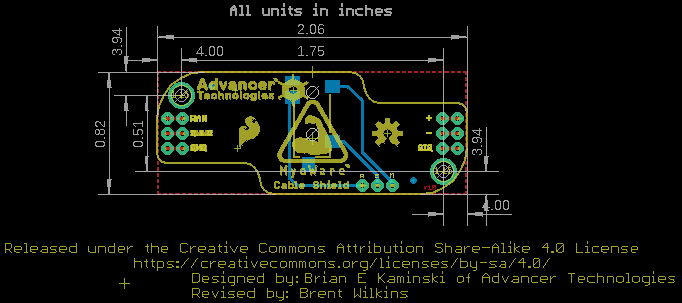 All units in inches
2.06
3.94
4.00
1.75
Advancer
Technologies
0.82
0.51
+
-
SIG
3.94
MyoWare
Cable Shield
R E M
v10
4.00
Released under the Creative Commons Attribution Share-Alike 4.0 License
https://creativecommons.org/licenses/by-sa/4.0/
Designed by: Brian E Kaminski of Advancer Technologies
Revised by: Brent Wilkins